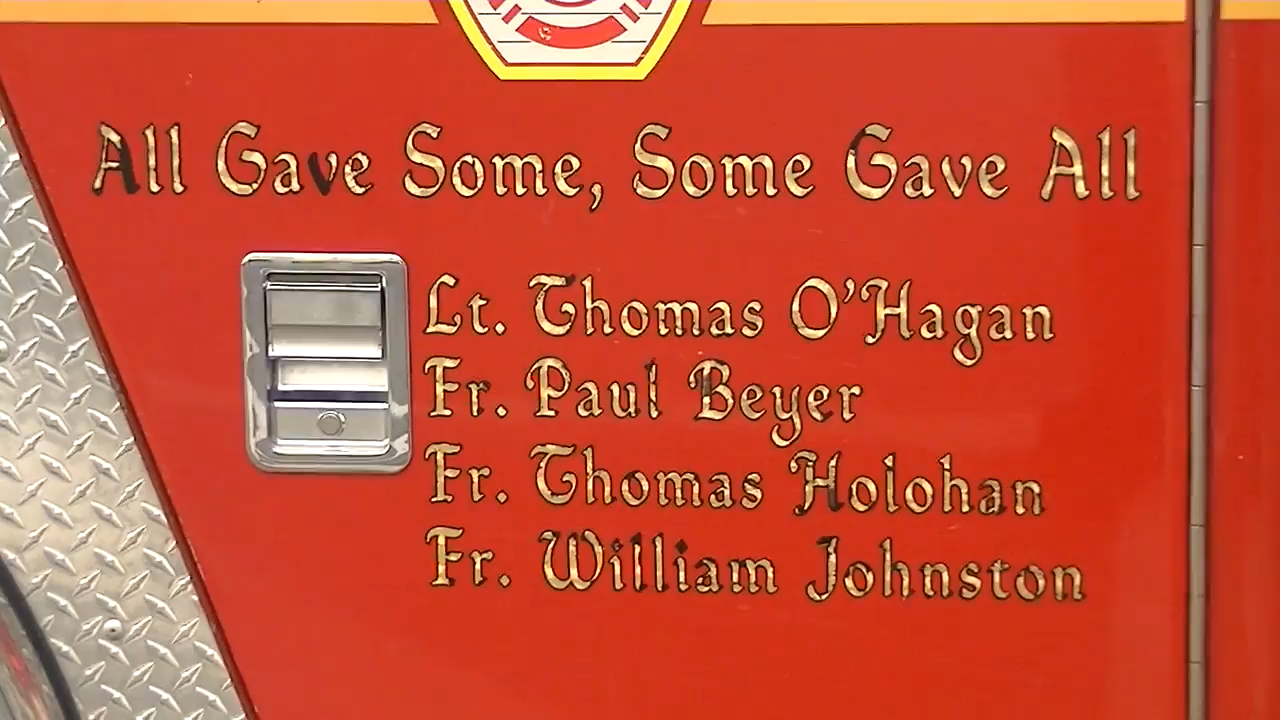 All Gave Some, Some Gave All
Lt. Thomas O'Hagan
Fr. Paul Beyer
Fr. Thomas Holohan
Fr. William Johnston